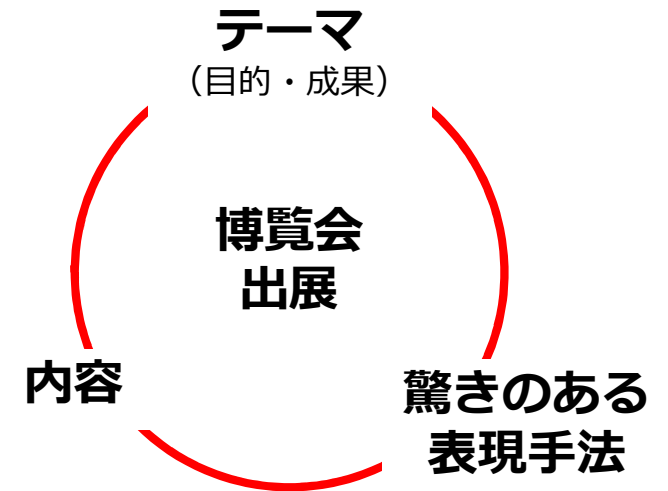 テーマ
（目的・成果）
博覧会
出展
内容
驚きのある
表現手法